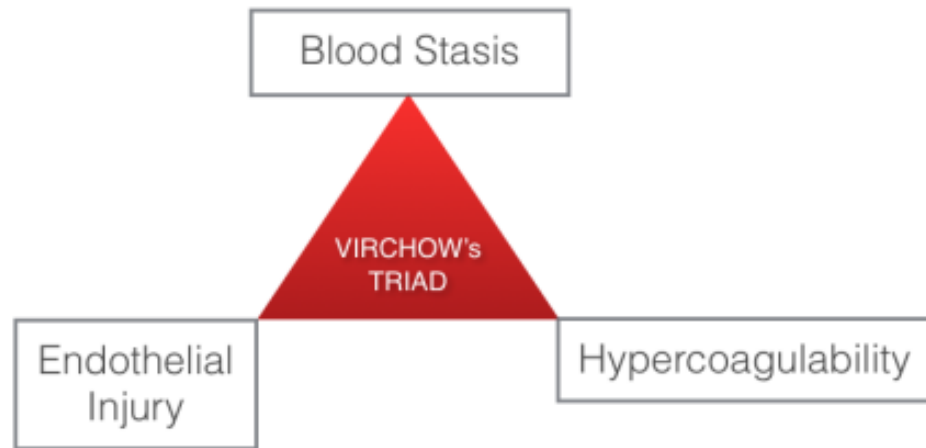 Blood Stasis
VIRCHOW's
TRIAD
Endothelial
Injury
Hypercoagulability